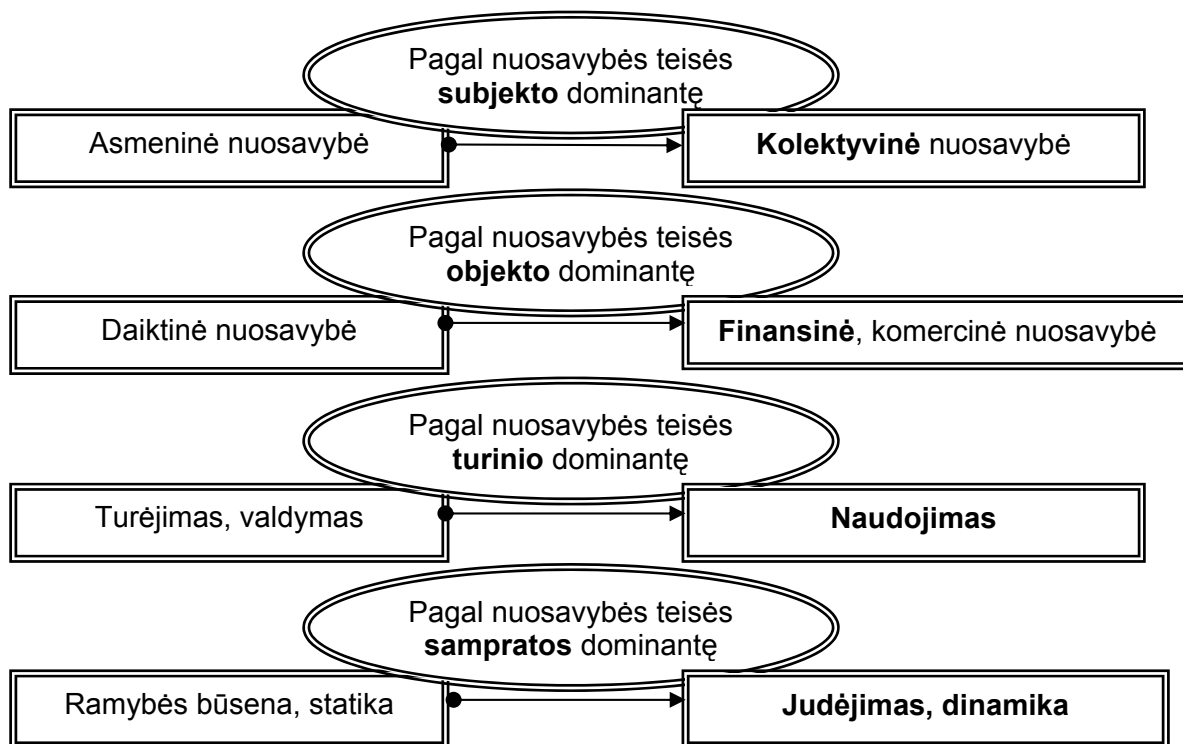 Pagal nuosavybės teisės
subjekto dominantę
Asmeninė nuosavybė
Kolektyvinė nuosavybė
Pagal nuosavybės teisės
objekto dominantę
Daiktinė nuosavybė
Finansinė, komercinė nuosavybė
Pagal nuosavybės teisės
turinio dominantę
Turėjimas, valdymas
Naudojimas
Pagal nuosavybės teisės
sampratos dominantę
Ramybės būsena, statika
Judėjimas, dinamika